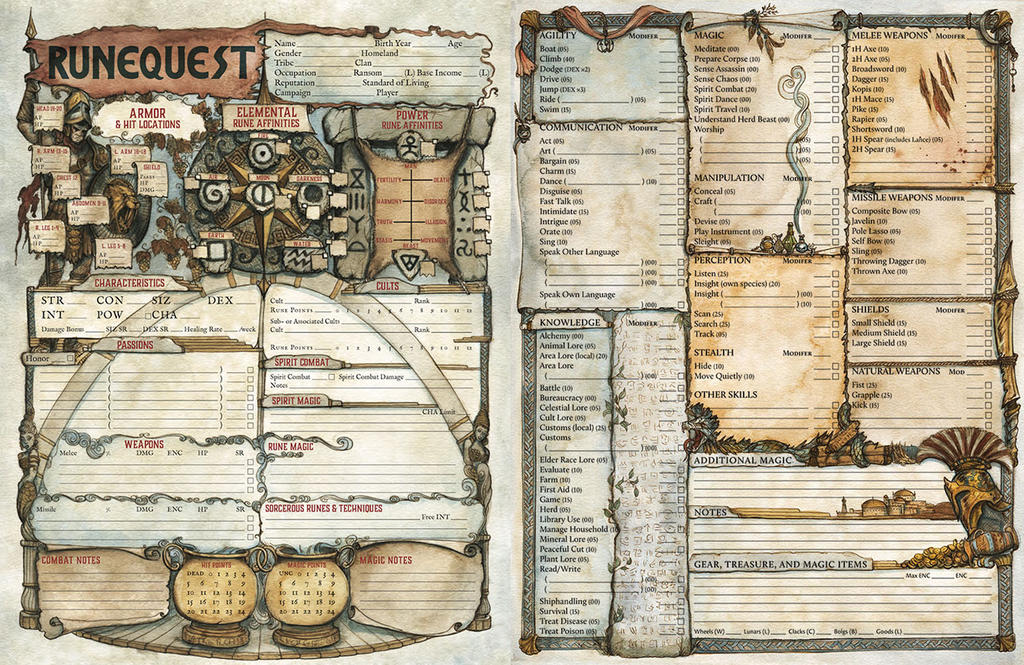 RUNEQUEST
Name Birth Year Age
Gender Homeland
Tribe Clan
Occupation Ransom (L) Base Income (L)
Reputation Standard of Living
Campaign Player
HEAD 19-20
AP
HP
ARMOR
& HIT LOCATIONS
R. ARM 13-15
AP
HP
L. ARM 16-18
AP
HP
SHIELD
Parry
HP
DMG
CHEST 12
AP
HP
ABDOMEN 9-11
AP
HP
R. LEG 1-4
AP
HP
L. LEG 5-8
AP
HP
ELEMENTAL
RUNE AFFINITIES
FIRE
AIR
MOON
DARKNESS
EARTH
WATER
POWER
RUNE AFFINITIES
MAN
FERTILITY DEATH
HARMONY DISORDER
TRUTH ILLUSION
STASIS MOVEMENT
BEAST
CHARACTERISTICS
STR CON SIZ DEX
INT POW CHA
Damage Bonus SIZ SR DEX SR Healing Rate /week
PASSIONS
Honor
CULTS
Cult Rank
Rune Points 0 1 2 3 4 5 6 7 8 9 10 11 12
Sub- or Associated Cults
Cult Rank
Rune Points 0 1 2 3 4 5 6 7 8 9 10 11 12
SPIRIT COMBAT
Spirit Combat Spirit Combat Damage
Notes
SPIRIT MAGIC
CHA Limit
WEAPONS
Melee % DMG ENC HP SR
RUNE MAGIC
Missile % DMG ENC HP SR
SORCEROUS RUNES & TECHNIQUES
Free INT
COMBAT NOTES
HIT POINTS
DEAD 0 1 2 3 4
5 6 7 8 9
10 11 12 13 14
15 16 17 18 19
20 21 22 23 24
MAGIC POINTS
UNC 0 1 2 3 4
5 6 7 8 9
10 11 12 13 14
15 16 17 18 19
20 21 22 23 24
MAGIC NOTES
AGILITY Modifer
Boat (05)
Climb (40)
Dodge (DEX ×2)
Drive (05)
Jump (DEX ×3)
Ride ( ) (05)
Swim (15)
COMMUNICATION Modifer
Act (05)
Art ( ) (05)
Bargain (05)
Charm (15)
Dance ( ) (10)
Disguise (05)
Fast Talk (05)
Intimidate (15)
Intrigue (05)
Orate (10)
Sing (10)
Speak Other Language
( ) (00)
( ) (00)
( ) (00)
Speak Own Language
( ) (00)
KNOWLEDGE Modifer
Alchemy (00)
Animal Lore (05)
Area Lore (local) (20)
Area Lore
( ) (00)
Battle (10)
Bureaucracy (00)
Celestial Lore (05)
Cult Lore (05)
Customs (local) (25)
Customs
( ) (00)
Elder Race Lore (05)
Evaluate (10)
Farm (10)
First Aid (10)
Game (15)
Herd (05)
Library Use (00)
Manage Household (10)
Mineral Lore (05)
Peaceful Cut (10)
Plant Lore (05)
Read/Write
( ) (00)
( ) (00)
Shiphandling (00)
Survival (15)
Treat Disease (05)
Treat Poison (05)
MAGIC Modifer
Meditate (00)
Prepare Corpse (10)
Sense Assassin (00)
Sense Chaos (00)
Spirit Combat (20)
Spirit Dance (00)
Spirit Travel (10)
Understand Herd Beast (00)
Worship
MANIPULATION Modifer
Conceal (05)
Craft (
Devise (05)
Play Instrument (05)
Sleight (05)
PERCEPTION Modifer
Listen (25)
Insight (own species) (20)
Insight ( ) (00)
( ) (00)
Scan (25)
Search (25)
Track (05)
STEALTH Modifer
Hide (10)
Move Quietly (10)
OTHER SKILLS
MELEE WEAPONS Modifer
1H Axe (10)
2H Axe (05)
Broadsword (10)
Dagger (10)
Kopis (10)
1H Mace (15)
Pike (15)
Rapier (05)
Shortsword (10)
1H Spear (includes Lance) (05)
2H Spear (15)
MISSILE WEAPONS Modifer
Composite Bow (05)
Javelin (10)
Pole Lasso (05)
Self Bow (05)
Sling (05)
Throwing Dagger (10)
Thrown Axe (10)
SHIELDS Modifer
Small Shield (15)
Medium Shield (15)
Large Shield (15)
NATURAL WEAPONS Mod
Fist (25)
Grapple (25)
Kick (15)
ADDITIONAL MAGIC
NOTES
GEAR, TREASURE, AND MAGIC ITEMS
Max ENC ENC
Wheels (W) Lunars (L) Clacks (C) Bolgs (B) Goods (L)